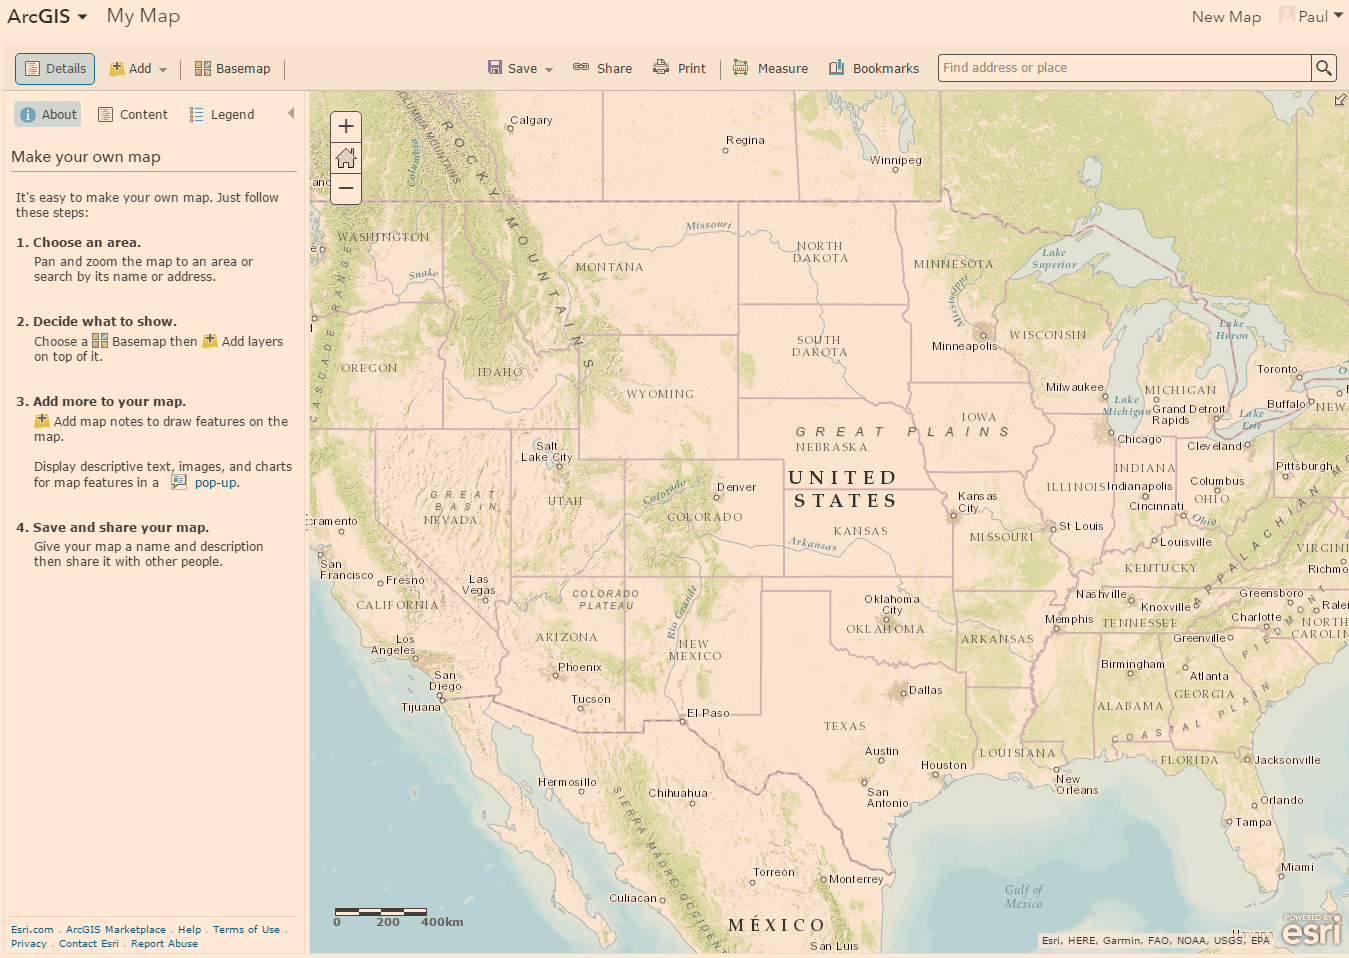 ArcGIS My Map
New Map Paul
Details Add Basemap
Save Share Print Measure Bookmarks
Find address or place
About Content Legend
Make your own map
It's easy to make your own map. Just follow
these steps:
1. Choose an area.
Pan and zoom the map to an area or
search by its name or address.
2. Decide what to show.
Choose a Basemap then Add layers
on top of it.
3. Add more to your map.
Add map notes to draw features on the
map.
Display descriptive text, images, and charts
for map features in a pop-up.
4. Save and share your map.
Give your map a name and description
then share it with other people.
Esri.com . ArcGIS Marketplace . Help . Terms of Use .
Privacy . Contact Esri . Report Abuse
COLUMBIA MOUNTAINS
ROCKY MOUNTAINS
Columbia
Calgary
Regina
Winnipeg
WASHINGTON
Snake
Missouri
MONTANA
NORTH
DAKOTA
MINNESOTA
Mississippi
Lake
Superior
CASCADE RANGE
OREGON
IDAHO
WYOMING
SOUTH
DAKOTA
Minneapolis
WISCONSIN
Lake
Huron
Milwaukee
Lake
Michigan
MICHIGAN
Grand
Rapids
Detroit
Toronto
Buffalo
NEW
Lake
Erie
IOWA
GREAT PLAINS
NEBRASKA
Chicago
Cleveland
Pittsburgh
Salt
Lake City
GREAT
BASIN
NEVADA
UTAH
Colorado
Denver
COLORADO
UNITED
STATES
KANSAS
Kansas
City
ILLINOIS
INDIANA
Indianapolis
Columbus
OHIO
Cincinnati
Ohio
cramento
San
Francisco
Fresno
CALIFORNIA
Las
Vegas
COLORADO
PLATEAU
Arkansas
MISSOURI
St Louis
Louisville
KENTUCKY
APPALACHIAN
VIRGINI
Richmo
Rio Grande
Oklahoma
City
OKLAHOMA
ARKANSAS
Nashville
Knoxville
TENNESSEE
Memphis
Greensboro
Ralei
Charlotte
NORTH
CAROLIN
Greenville
PIEDMONT
Los
Angeles
San
Diego
Tijuana
ARIZONA
Phoenix
Tucson
NEW
MEXICO
El Paso
Dallas
TEXAS
Birmingham
Atlanta
GEORGIA
ALABAMA
COASTAL PLAIN
Austin
Houston
San
Antonio
LOUISIANA
New
Orleans
FLORIDA
Jacksonville
Orlando
Tampa
Miami
Hermosillo
Chihuahua
SIERRA MADRE OCCIDEN
Torreón
Monterrey
Culiacan
MÉXICO
San Luis
Gulf of
Mexico
Havana
0 200 400km
Esri, HERE, Garmin, FAO, NOAA, USGS, EPA
POWERED BY
esri